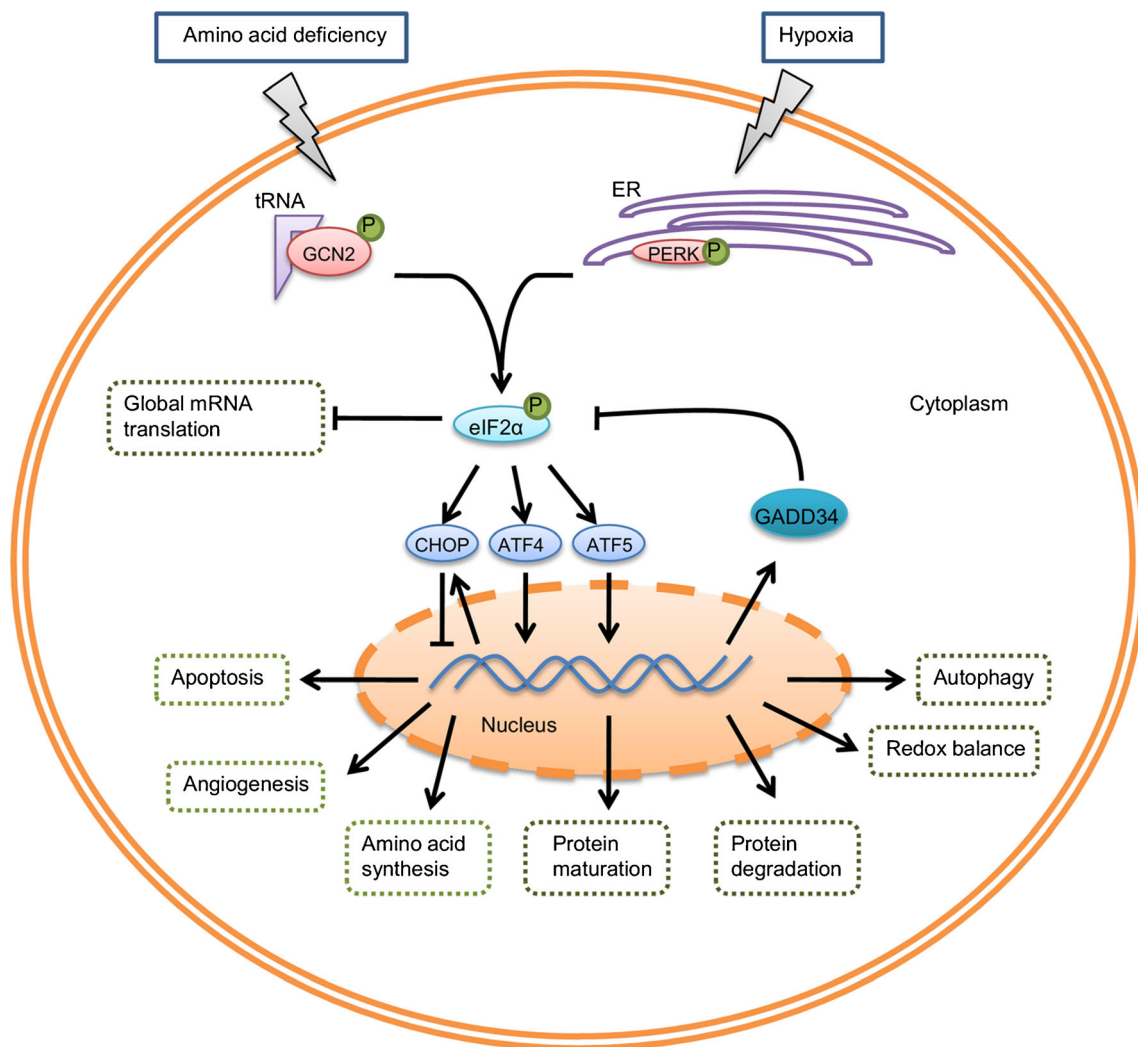 Amino acid deficiency
Hypoxia
tRNA
ER
P
GCN2
PERK
P
P
eIF2α
Global mRNA
translation
Cytoplasm
GADD34
CHOP
ATF4
ATF5
Apoptosis
Autophagy
Nucleus
Redox balance
Angiogenesis
Amino acid
synthesis
Protein
maturation
Protein
degradation